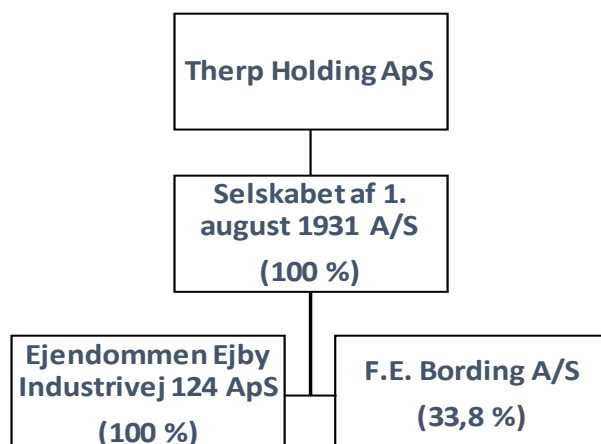 Therp Holding ApS
Selskabet af 1.
august 1931 A/S
(100 %)
Ejendommen Ejby
Industrivej 124 ApS
(100 %)
F.E. Bording A/S
(33,8 %)